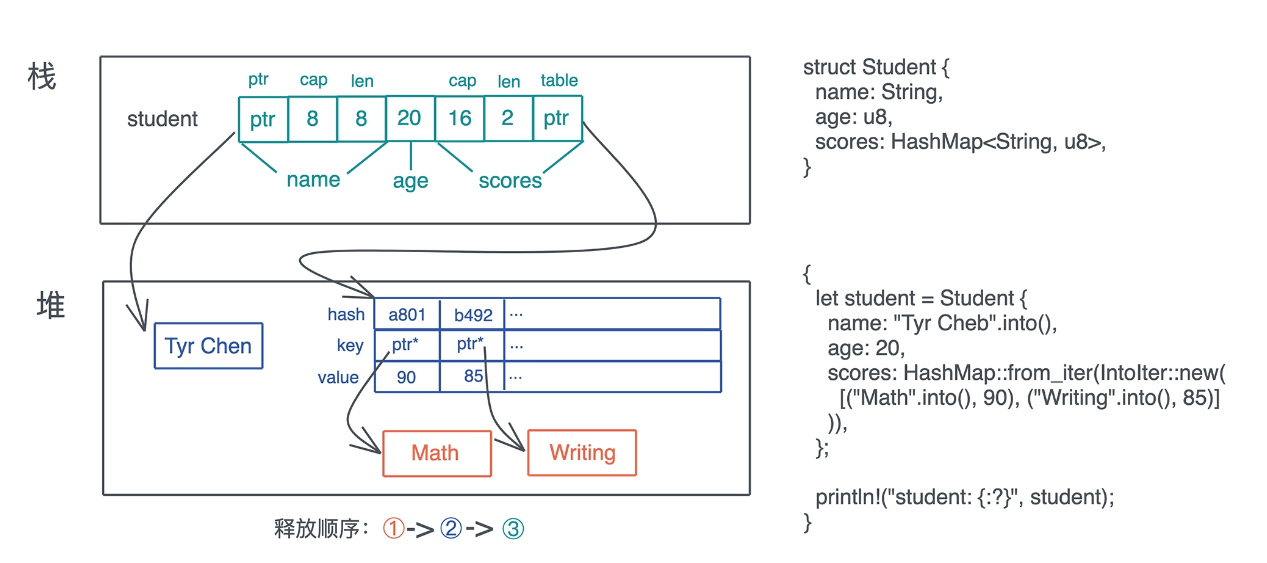 栈
ptr cap len cap len table
student ptr 8 8 20 16 2 ptr
name age scores
堆
Tyr Chen
hash a801 b492 ...
key ptr* ptr* ...
value 90 85 ...
Math Writing
释放顺序: ①-> ②-> ③
struct Student {
name: String,
age: u8,
scores: HashMap<String, u8>,
}
{
let student = Student {
name: "Tyr Cheb".into(),
age: 20,
scores: HashMap::from_iter(IntoIter::new(
[("Math".into(), 90), ("Writing".into(), 85)]
)),
};
println!("student: {:?}", student);
}